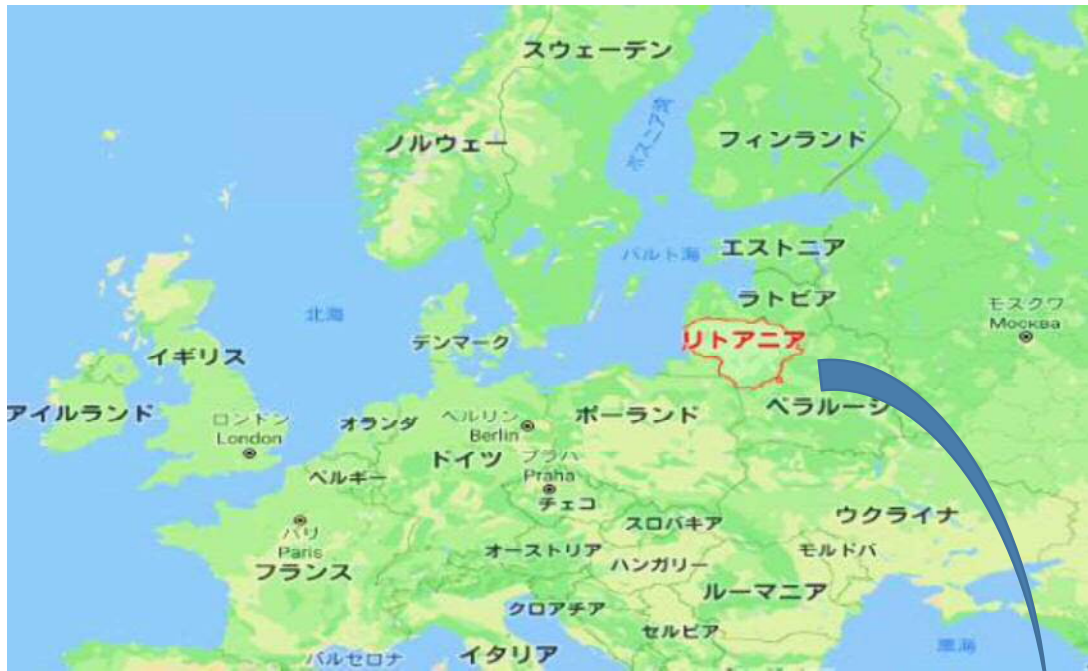 スウェーデン
ノルウェー
フィンランド
ボスニア湾
エストニア
バルト海
ラトビア
北海
モスクワ
Москва
リトアニア
デンマーク
イギリス
アイルランド
ロンドン
London
オランダ
ベルリン
Berlin
ポーランド
ベラルーシ
ドイツ
プラハ
Praha
ベルギー
チェコ
パリ
Paris
スロバキア
ウクライナ
オーストリア
ハンガリー
モルドバ
フランス
ルーマニア
クロアチア
セルビア
黒海
バルセロナ
イタリア